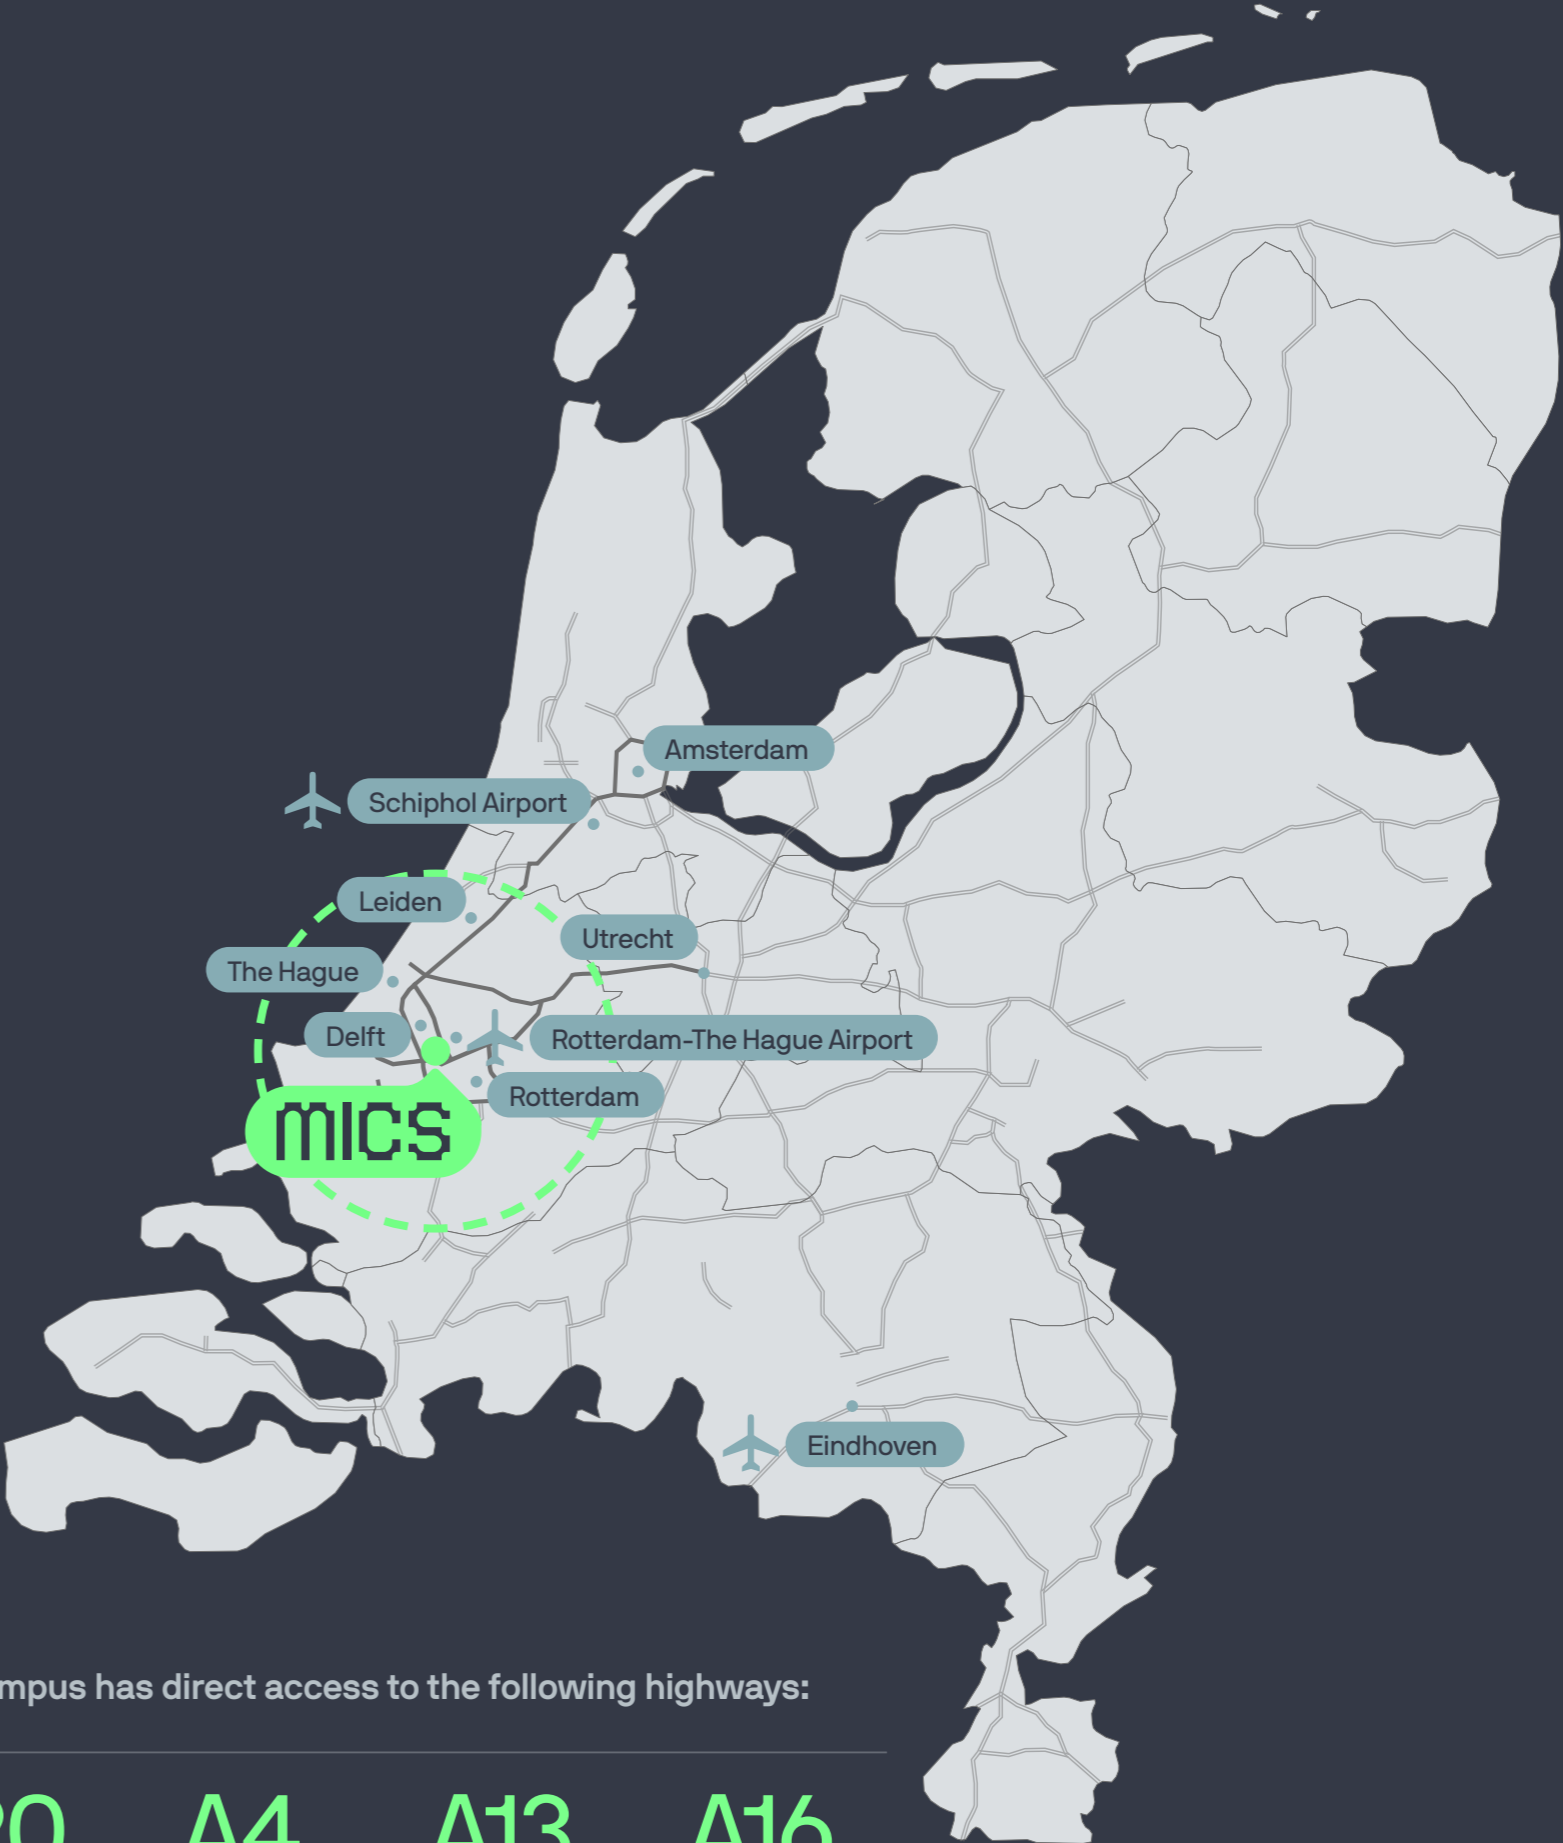 Amsterdam
Schiphol Airport
Leiden
Utrecht
The Hague
Delft
Rotterdam-The Hague Airport
Rotterdam
MICS
Eindhoven
has direct access to the following highways:
A4 A13 A16